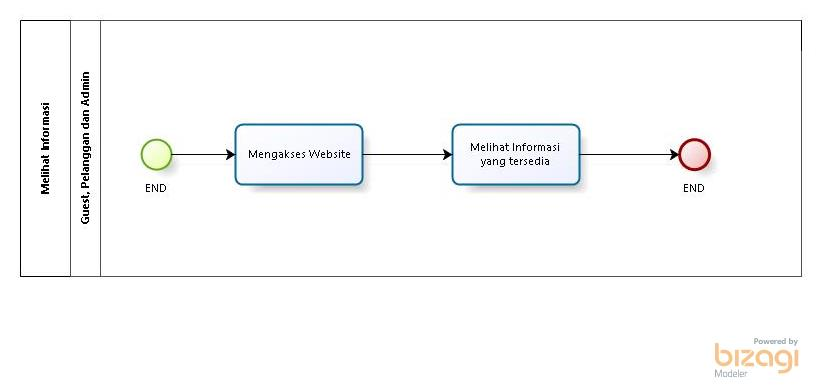 Melihat Informasi
Guest, Pelanggan dan Admin
END
Mengakses Website
Melihat Informasi
yang tersedia
END
Powered by
bizagi
Modeler